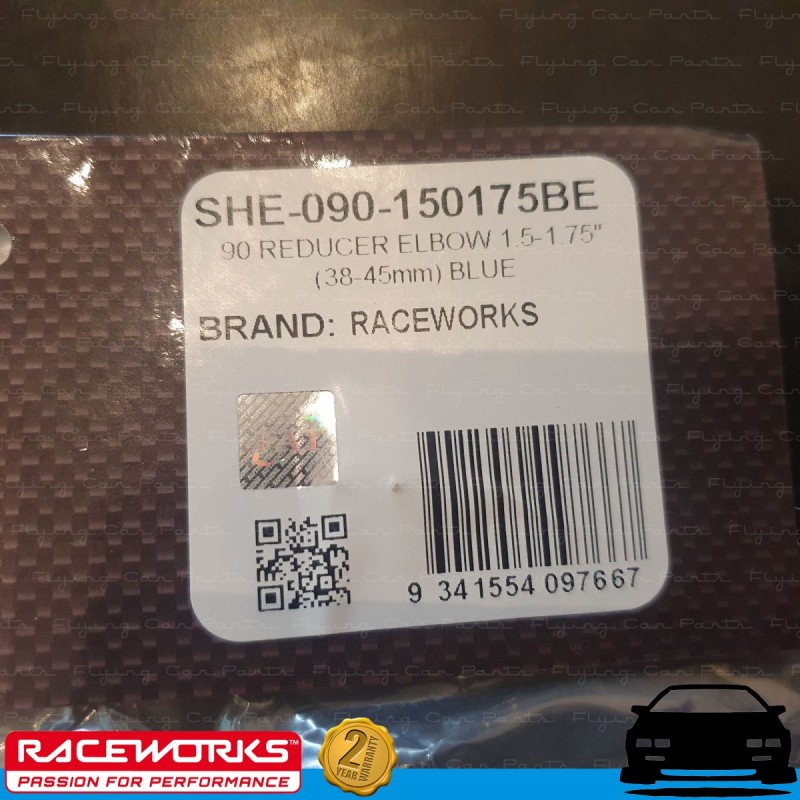 Flying Car Parts
SHE-090-150175BE
90 REDUCER ELBOW 1.5-1.75"
(38-45mm) BLUE
BRAND: RACEWORKS
9 341554 097667
RACEWORKS™
PASSION FOR PERFORMANCE
2
YEAR
WARRANTY